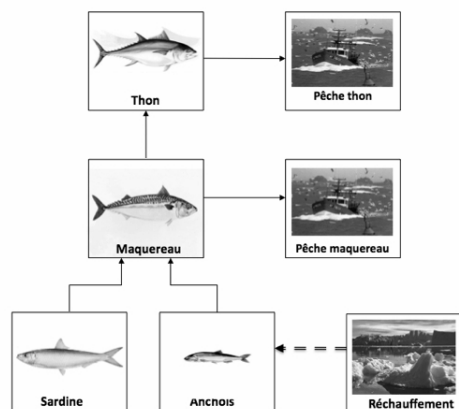 Thon
Pêche thon
Maquereau
Pêche maquereau
Sardine
Anchois
Réchauffement